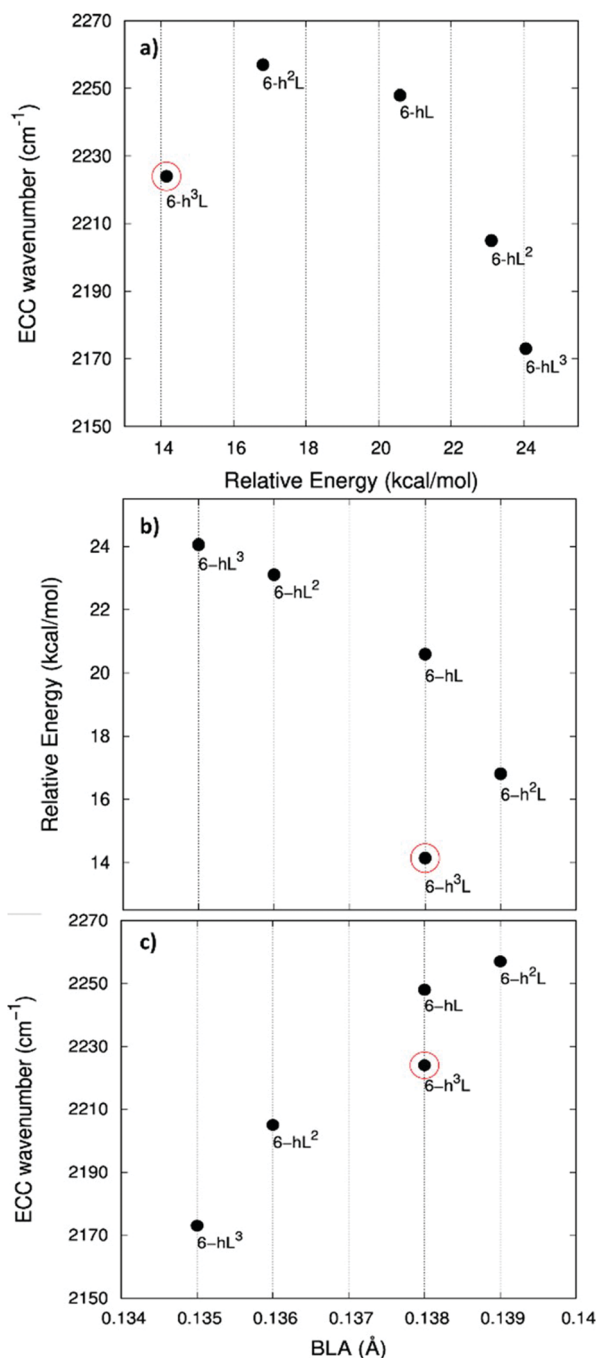 a)
ECC wavenumber (cm⁻¹)
2270
2250
2230
2210
2190
2170
2150
6-h²L
6-hL
6-h³L
6-hL²
6-hL³
14 16 18 20 22 24
Relative Energy (kcal/mol)
b)
Relative Energy (kcal/mol)
24
22
20
18
16
14
6−hL³
6−hL²
6−hL
6−h²L
6−h³L
c)
ECC wavenumber (cm⁻¹)
2270
2250
2230
2210
2190
2170
2150
6−h²L
6−hL
6−h³L
6−hL²
6−hL³
0.134 0.135 0.136 0.137 0.138 0.139 0.14
BLA (Å)